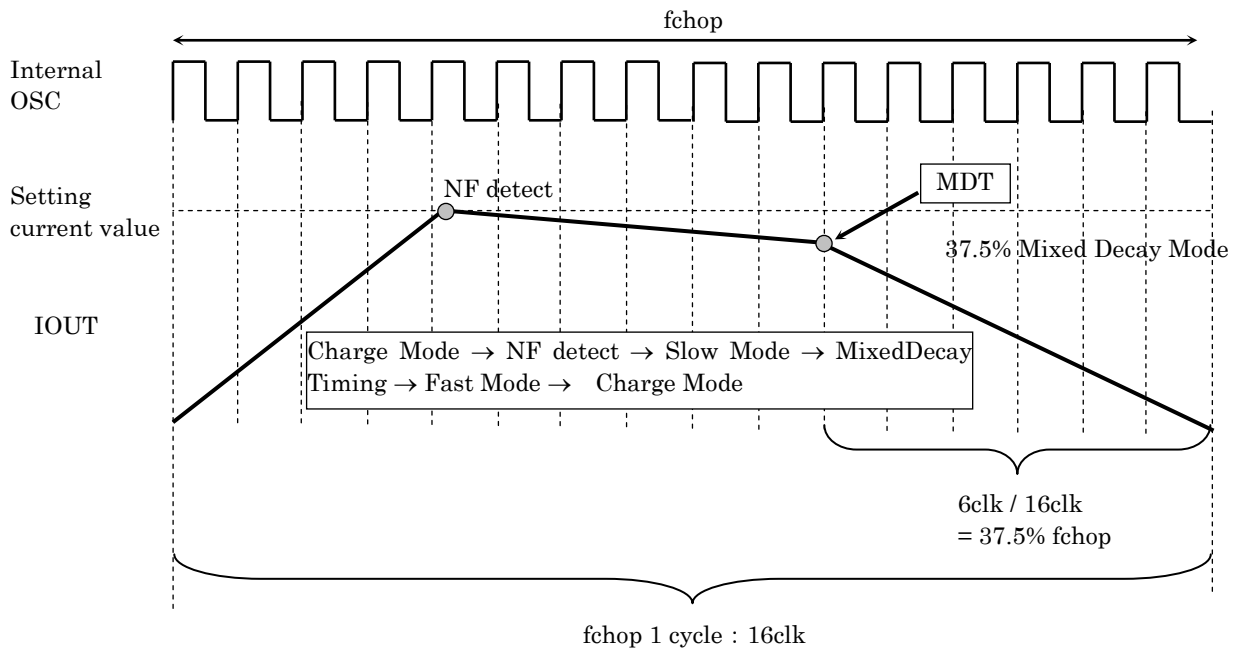 fchop
Internal
OSC
NF detect
MDT
Setting
current value
37.5% Mixed Decay Mode
IOUT
Charge Mode → NF detect → Slow Mode → MixedDecay
Timing → Fast Mode → Charge Mode
6clk / 16clk
= 37.5% fchop
fchop 1 cycle : 16clk